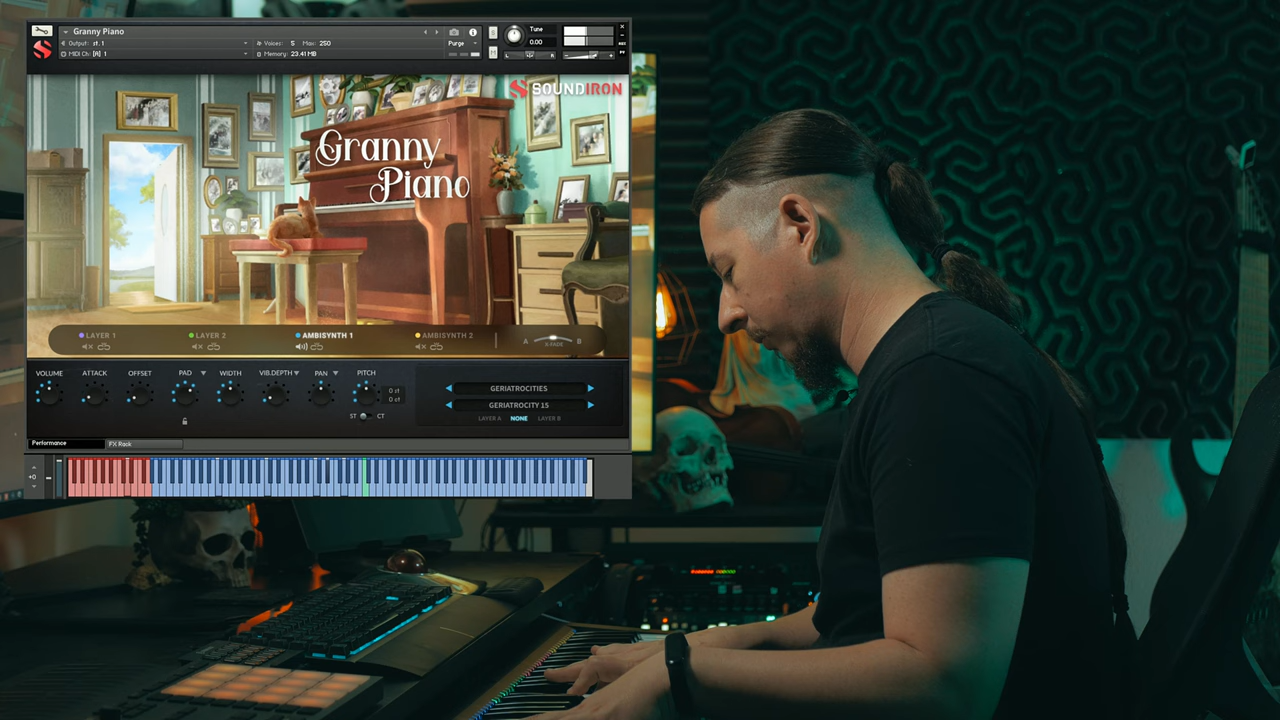 Granny Piano
Output: st. 1
Voices: 5 Max: 250
Purge
MIDI Ch: [A] 1
Memory: 23.41 MB
Tune
0.00
L R
SOUNDIRON
Granny
Piano
LAYER 1
LAYER 2
AMBISYNTH 1
AMBISYNTH 2
A X-FADE B
VOLUME
ATTACK
OFFSET
PAD
WIDTH
VIB.DEPTH
PAN
PITCH
0 st
0 st
ST CT
GERIATROCITIES
GERIATROCITY 15
LAYER A NONE LAYER B
Performance
FX Rack
+0